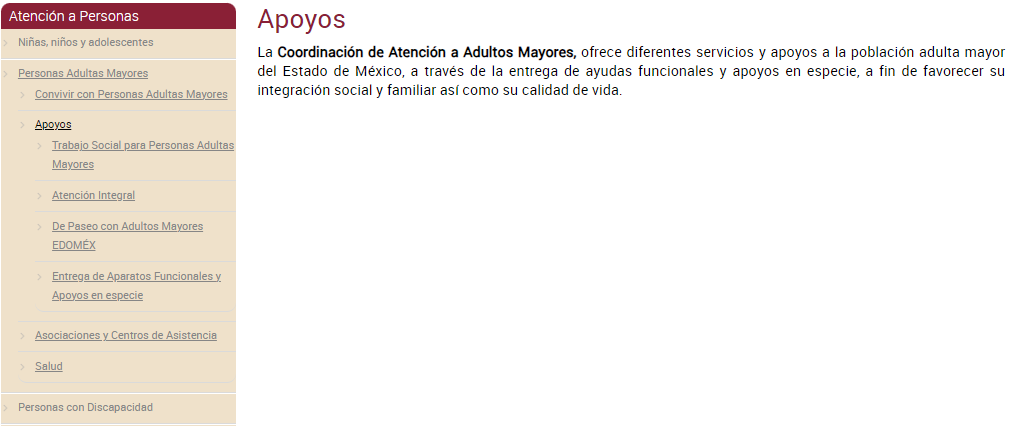 Atención a Personas
Niñas, niños y adolescentes
Personas Adultas Mayores
Convivir con Personas Adultas Mayores
Apoyos
Trabajo Social para Personas Adultas
Mayores
Atención Integral
De Paseo con Adultos Mayores
EDOMÉX
Entrega de Aparatos Funcionales y
Apoyos en especie
Asociaciones y Centros de Asistencia
Salud
Personas con Discapacidad
Apoyos
La Coordinación de Atención a Adultos Mayores, ofrece diferentes servicios y apoyos a la población adulta mayor
del Estado de México, a través de la entrega de ayudas funcionales y apoyos en especie, a fin de favorecer su
integración social y familiar así como su calidad de vida.